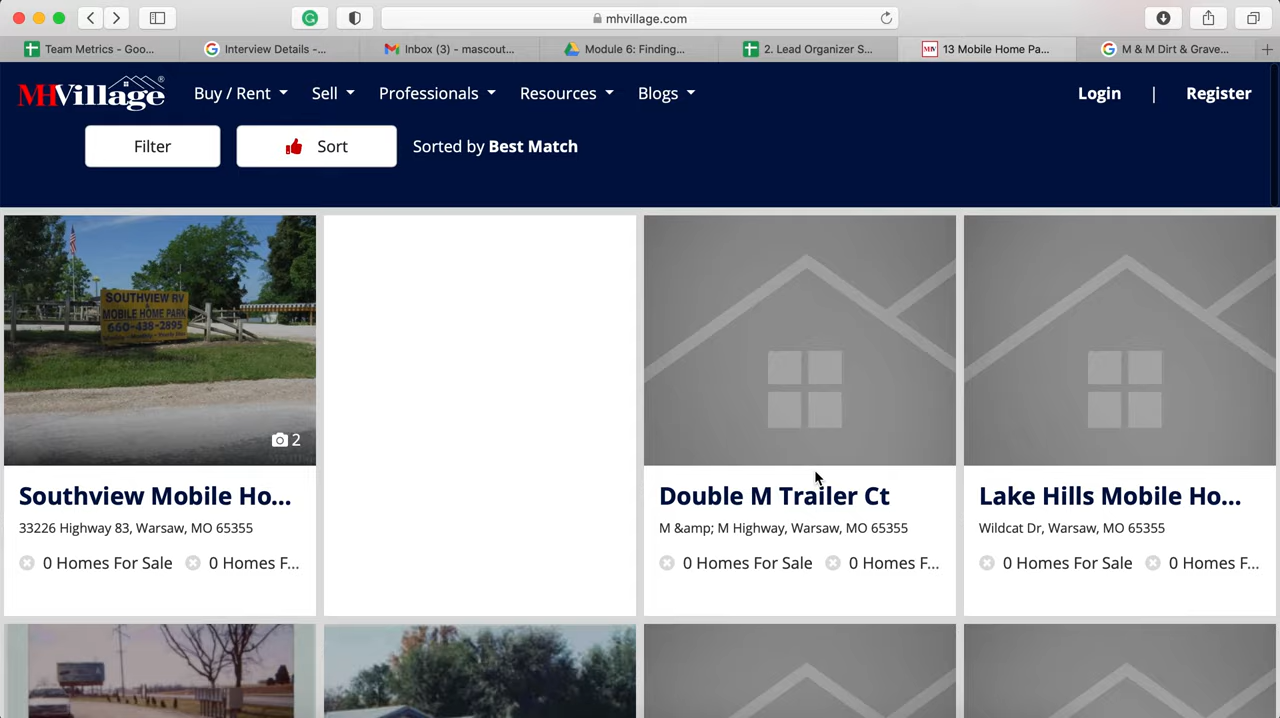 mhvillage.com
Team Metrics - Goo...
Interview Details -...
Inbox (3) - mascout...
Module 6: Finding...
2. Lead Organizer S...
MHV 13 Mobile Home Pa...
M & M Dirt & Grave...
MHVillage®
Buy / Rent
Sell
Professionals
Resources
Blogs
Login | Register
Filter
Sort
Sorted by Best Match
SOUTHVIEW RV
MOBILE HOME PARK
660-438-2895
2
Southview Mobile Ho...
33226 Highway 83, Warsaw, MO 65355
0 Homes For Sale 0 Homes F...
Double M Trailer Ct
M &amp; M Highway, Warsaw, MO 65355
0 Homes For Sale 0 Homes F...
Lake Hills Mobile Ho...
Wildcat Dr, Warsaw, MO 65355
0 Homes For Sale 0 Homes F...